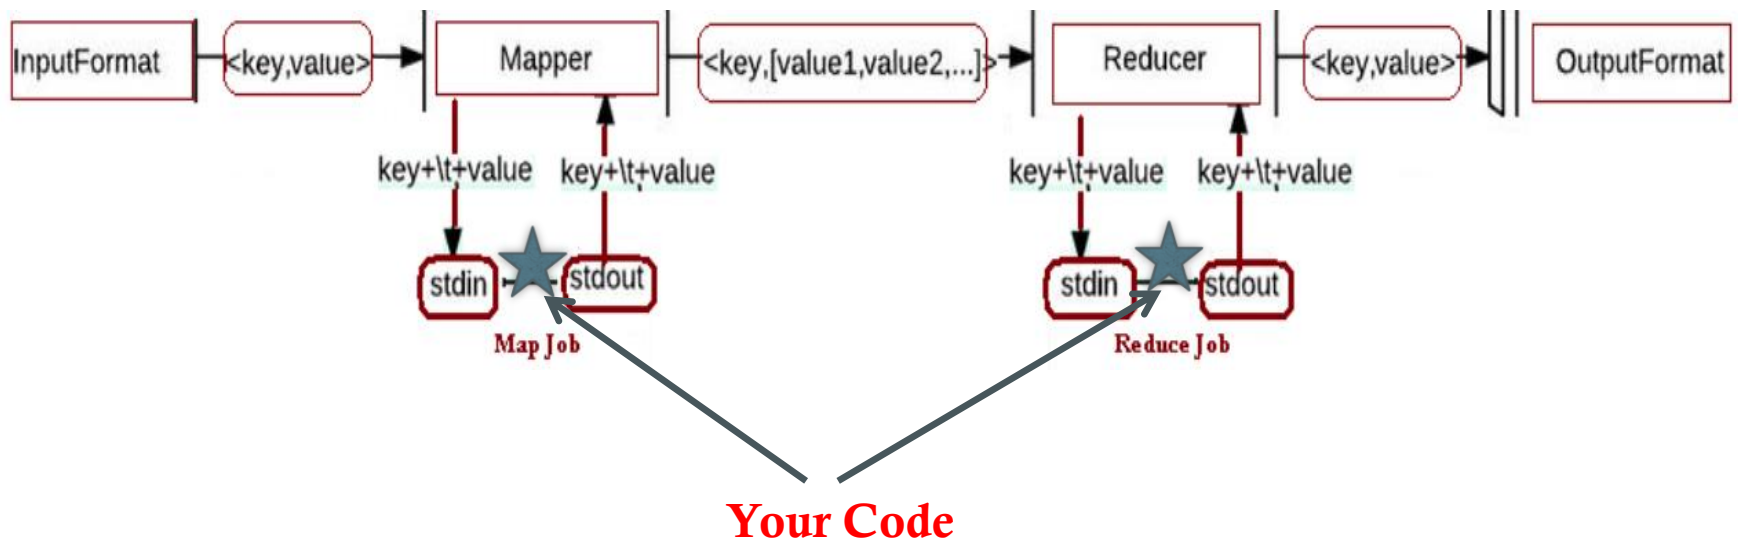 InputFormat
<key,value>
Mapper
<key,[value1,value2,...]>
Reducer
<key,value>
OutputFormat
key+\t+value
key+\t+value
key+\t+value
key+\t+value
stdin
stdout
stdin
stdout
Map Job
Reduce Job
Your Code